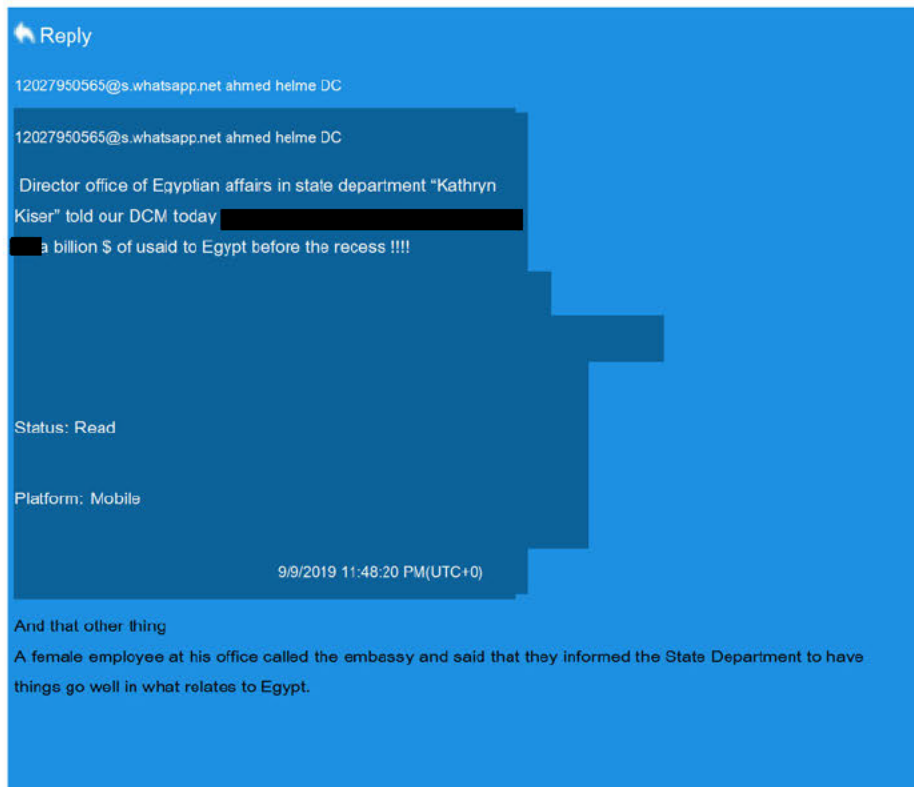 Reply
12027950565@s.whatsapp.net ahmed helme DC
12027950565@s.whatsapp.net ahmed helme DC
Director office of Egyptian affairs in state department “Kathryn
Kiser” told our DCM today
a billion $ of usaid to Egypt before the recess !!!!
Status: Read
Platform: Mobile
9/9/2019 11:48:20 PM(UTC+0)
And that other thing
A female employee at his office called the embassy and said that they informed the State Department to have
things go well in what relates to Egypt.